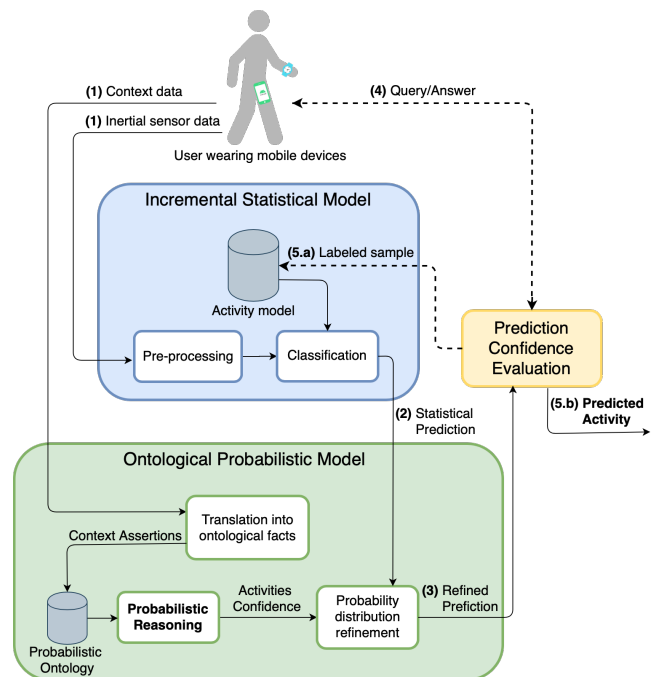 (1) Context data
(4) Query/Answer
(1) Inertial sensor data
User wearing mobile devices
Incremental Statistical Model
(5.a) Labeled sample
Activity model
Prediction
Confidence
Evaluation
Pre-processing
Classification
(5.b) Predicted
Activity
(2) Statistical
Prediction
Ontological Probabilistic Model
Translation into
ontological facts
Context Assertions
Probabilistic
Reasoning
Activities
Confidence
Probability
distribution
refinement
(3) Refined
Prefiction
Probabilistic
Ontology